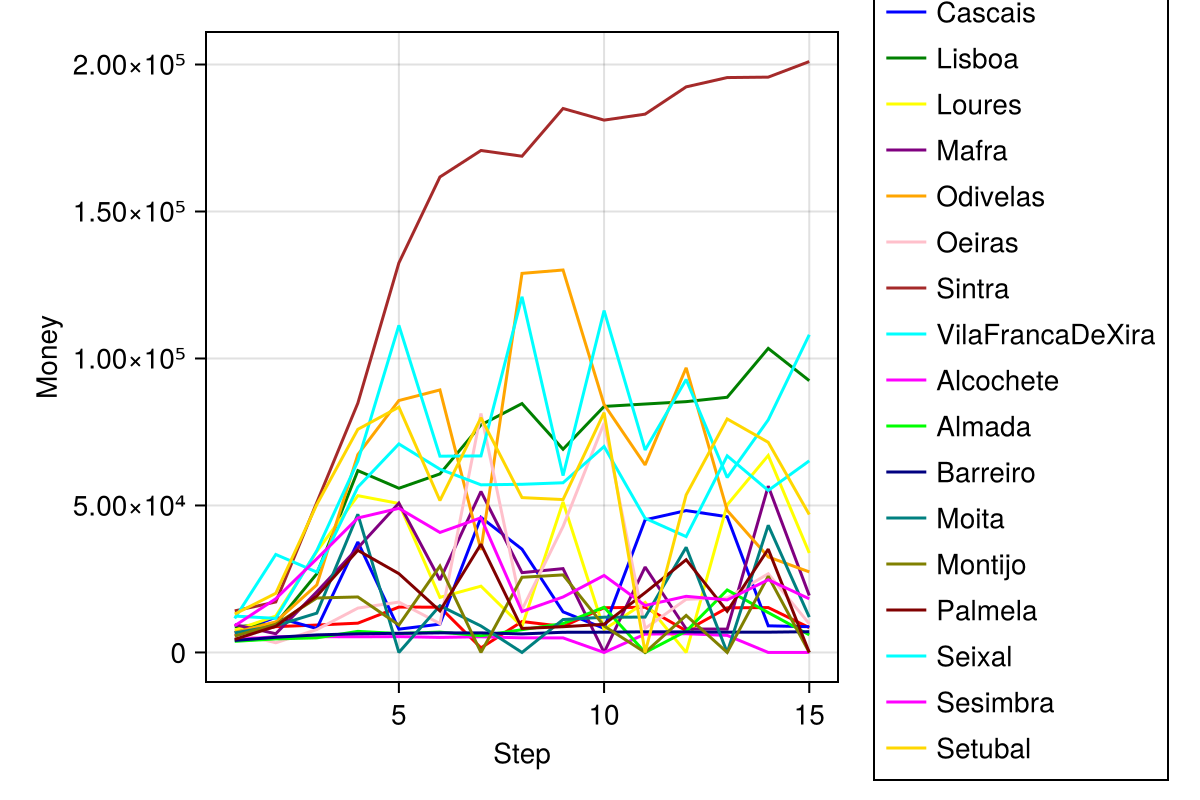 Cascais
Lisboa
Loures
Mafra
Odivelas
Oeiras
Sintra
VilaFrancaDeXira
Alcochete
Almada
Barreiro
Moita
Montijo
Palmela
Seixal
Sesimbra
Setubal
2.00×10⁵
1.50×10⁵
1.00×10⁵
5.00×10⁴
0
Money
5 10 15
Step